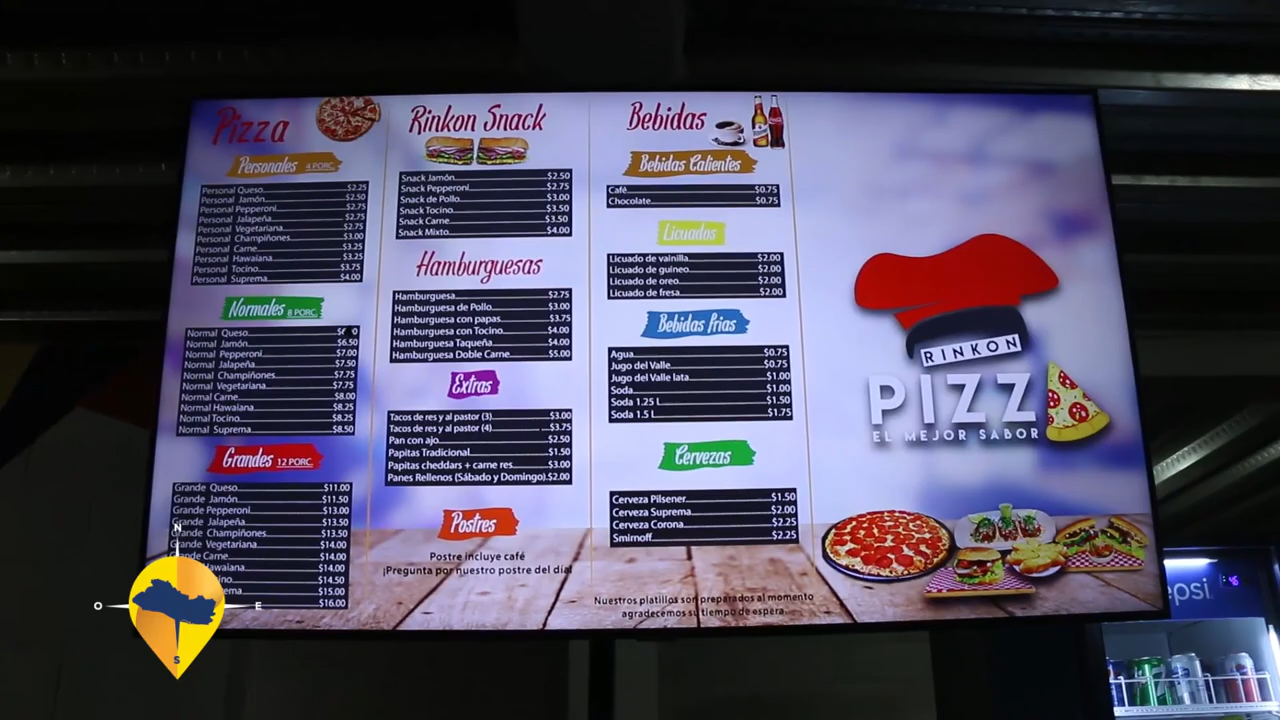 Pizza
Personales 4 PORC.
Personal Queso $2.25
Personal Jamón $2.50
Personal Pepperoni $2.75
Personal Jalapeña $2.75
Personal Vegetariana $2.75
Personal Champiñones $3.00
Personal Carne $3.25
Personal Hawaiana $3.25
Personal Tocino $3.75
Personal Suprema $4.00
Normales 8 PORC.
Normal Queso
Normal Jamón $6.50
Normal Pepperoni $7.00
Normal Jalapeña $7.50
Normal Champiñones $7.75
Normal Vegetariana $7.75
Normal Carne $8.00
Normal Hawaiana $8.25
Normal Tocino $8.25
Normal Suprema $8.50
Grandes 12 PORC.
Grande Queso $11.00
Grande Jamón $11.50
Grande Pepperoni $13.00
Grande Jalapeña $13.50
Grande Champiñones $13.50
Grande Vegetariana $14.00
Carne $14.00
$14.00
$14.50
$15.00
$16.00
Rinkon Snack
Snack Jamón $2.50
Snack Pepperoni $2.75
Snack de Pollo $3.00
Snack Tocino $3.50
Snack Carne $3.50
Snack Mixto $4.00
Hamburguesas
Hamburguesa $2.75
Hamburguesa de Pollo $3.00
Hamburguesa con papas $3.75
Hamburguesa con Tocino $4.00
Hamburguesa Taqueña $4.00
Hamburguesa Doble Carne $5.00
Extras
Tacos de res y al pastor (3) $3.00
Tacos de res y al pastor (4) $3.75
Pan con ajo $2.50
Papitas Tradicional $1.50
Papitas cheddars + carne res $3.00
Panes Rellenos (Sábado y Domingo) $2.00
Postres
Postre incluye café
¡Pregunta por nuestro postre del día!
Bebidas
Bebidas Calientes
Café $0.75
Chocolate $0.75
Licuados
Licuado de vainilla $2.00
Licuado de guineo $2.00
Licuado de oreo $2.00
Licuado de fresa $2.00
Bebidas frias
Agua $0.75
Jugo del Valle $0.75
Jugo del Valle lata $1.00
Soda $1.00
Soda 1.25 L $1.50
Soda 1.5 L $1.75
Cervezas
Cerveza Pilsener $1.50
Cerveza Suprema $2.00
Cerveza Corona $2.25
Smirnoff $2.25
Nuestros platillos son preparados al momento
agradecemos su tiempo de espera.
RINKON
PIZZ
EL MEJOR SABOR
epsi
N
O E
S